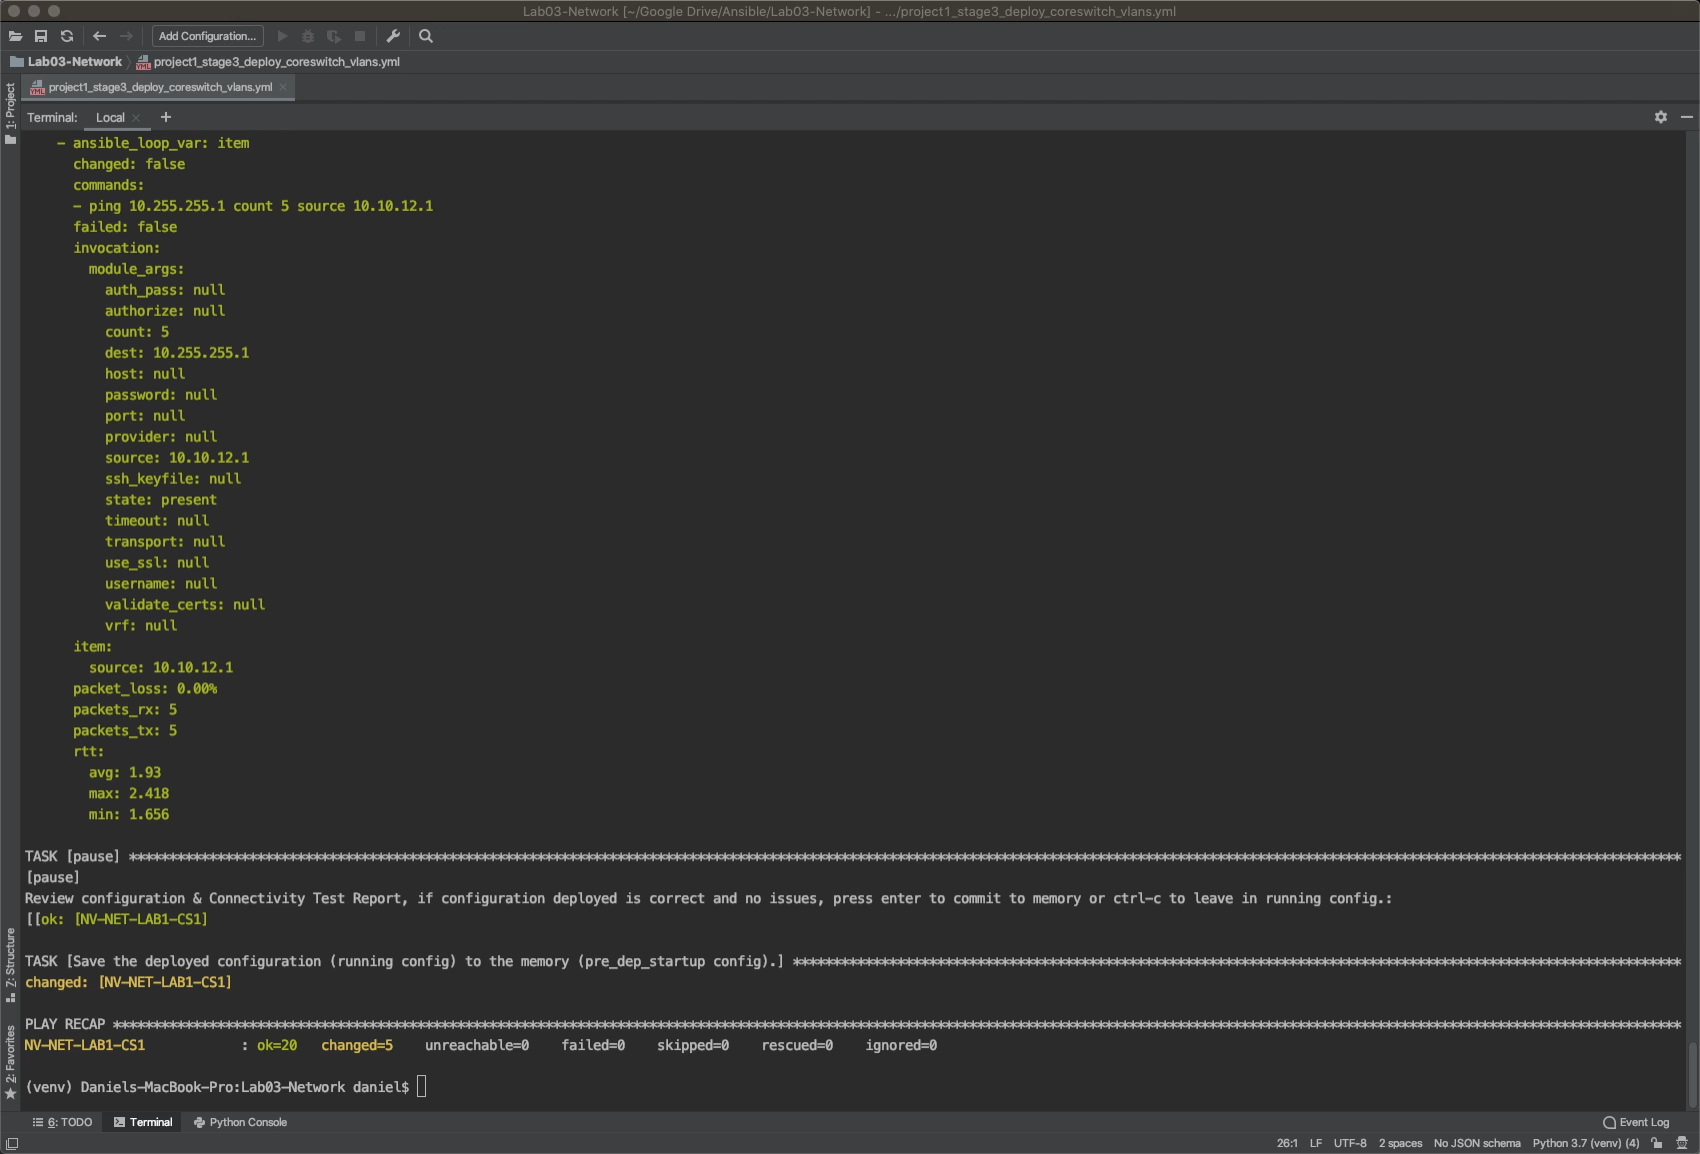 Lab03-Network [~/Google Drive/Ansible/Lab03-Network] - .../project1_stage3_deploy_coreswitch_vlans.yml
Add Configuration...
Lab03-Network project1_stage3_deploy_coreswitch_vlans.yml
project1_stage3_deploy_coreswitch_vlans.yml
1: Project
Terminal: Local +
- ansible_loop_var: item
changed: false
commands:
- ping 10.255.255.1 count 5 source 10.10.12.1
failed: false
invocation:
module_args:
auth_pass: null
authorize: null
count: 5
dest: 10.255.255.1
host: null
password: null
port: null
provider: null
source: 10.10.12.1
ssh_keyfile: null
state: present
timeout: null
transport: null
use_ssl: null
username: null
validate_certs: null
vrf: null
item:
source: 10.10.12.1
packet_loss: 0.00%
packets_rx: 5
packets_tx: 5
rtt:
avg: 1.93
max: 2.418
min: 1.656
TASK [pause] ****************************************************************************************************
[pause]
Review configuration & Connectivity Test Report, if configuration deployed is correct and no issues, press enter to commit to memory or ctrl-c to leave in running config.:
[[ok: [NV-NET-LAB1-CS1]
TASK [Save the deployed configuration (running config) to the memory (pre_dep_startup config).] ****************************************************************************************************
changed: [NV-NET-LAB1-CS1]
PLAY RECAP ****************************************************************************************************
NV-NET-LAB1-CS1 : ok=20 changed=5 unreachable=0 failed=0 skipped=0 rescued=0 ignored=0
(venv) Daniels-MacBook-Pro:Lab03-Network daniel$
Z: Structure
2: Favorites
6: TODO Terminal Python Console Event Log
26:1 LF UTF-8 2 spaces No JSON schema Python 3.7 (venv) (4)